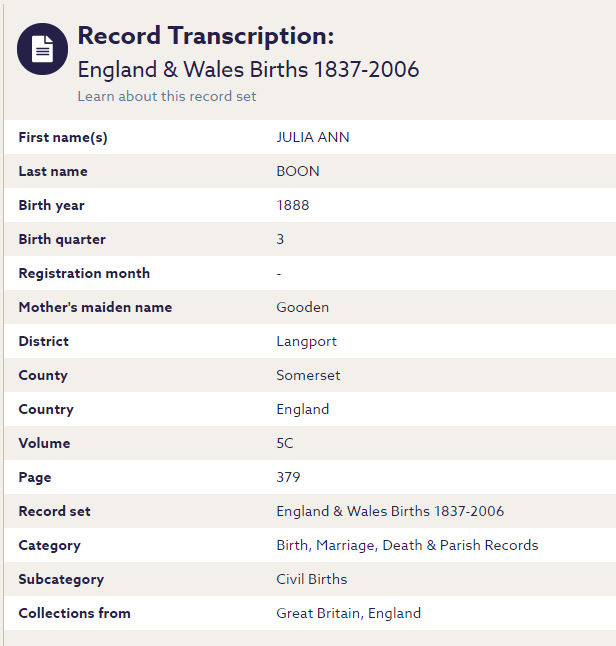 Record Transcription:
England & Wales Births 1837-2006
Learn about this record set
First name(s) JULIA ANN
Last name BOON
Birth year 1888
Birth quarter 3
Registration month -
Mother's maiden name Gooden
District Langport
County Somerset
Country England
Volume 5C
Page 379
Record set England & Wales Births 1837-2006
Category Birth, Marriage, Death & Parish Records
Subcategory Civil Births
Collections from Great Britain, England